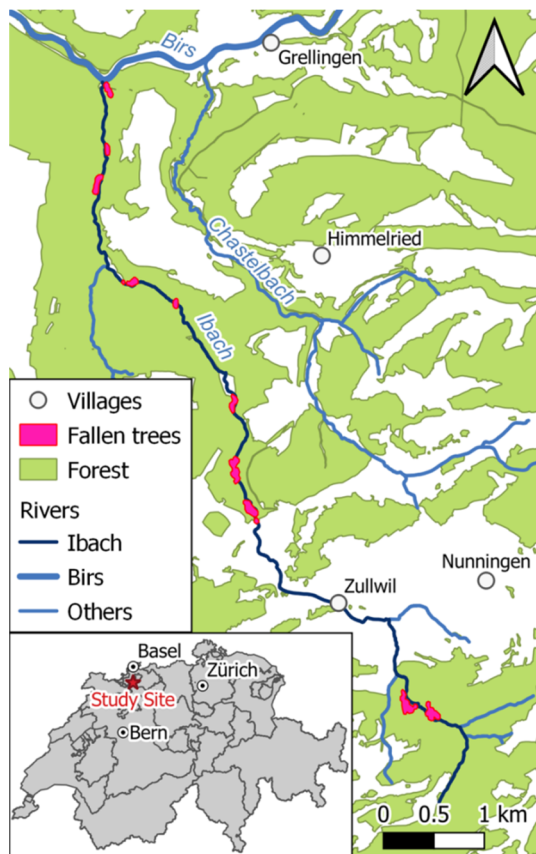 Birs
Grellingen
Himmelried
Chastelbach
Ibach
Villages
Fallen trees
Forest
Rivers
Ibach
Birs
Others
Nunningen
Zullwil
Basel
Zürich
Study Site
Bern
0 0.5 1 km